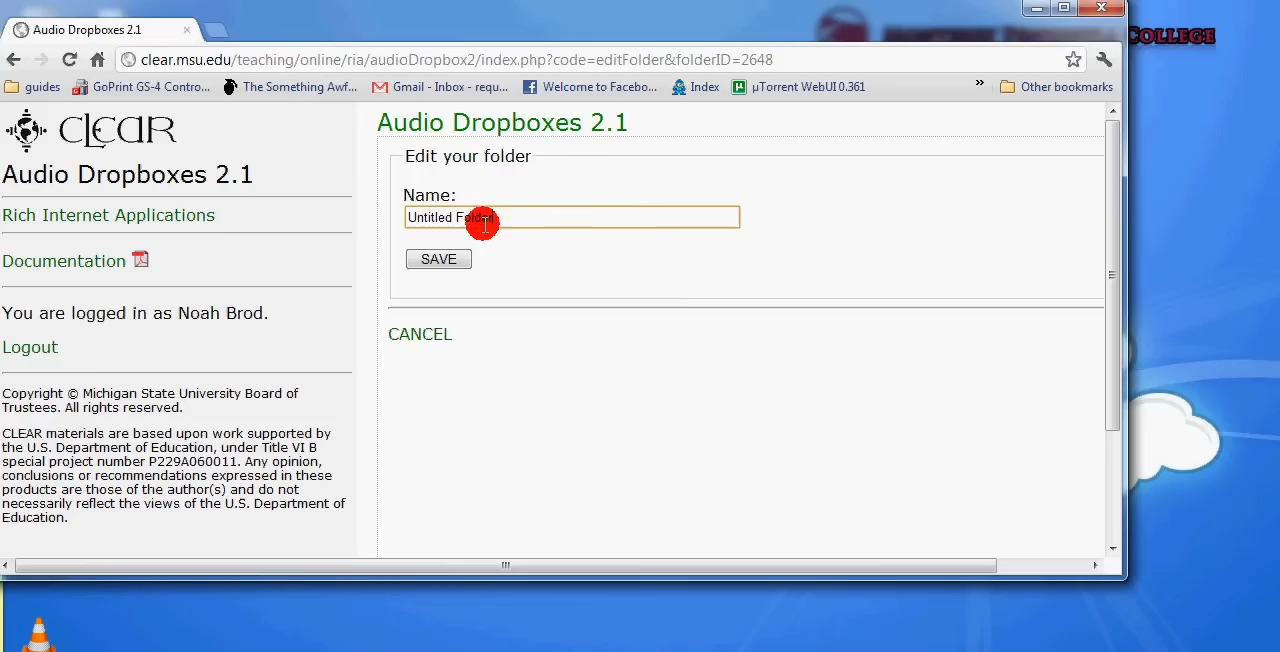 Audio Dropboxes 2.1
clear.msu.edu/teaching/online/ria/audioDropbox2/index.php?code=editFolder&folderID=2648
guides GoPrint GS-4 Contro... The Something Awf... Gmail - Inbox - requ... Welcome to Facebo... Index µTorrent WebUI 0.361 » Other bookmarks
COLLEGE
CLEAR
Audio Dropboxes 2.1
Rich Internet Applications
Documentation
You are logged in as Noah Brod.
Logout
Copyright © Michigan State University Board of
Trustees. All rights reserved.
CLEAR materials are based upon work supported by
the U.S. Department of Education, under Title VI B
special project number P229A060011. Any opinion,
conclusions or recommendations expressed in these
products are those of the author(s) and do not
necessarily reflect the views of the U.S. Department of
Education.
Audio Dropboxes 2.1
Edit your folder
Name:
Untitled Folder
SAVE
CANCEL